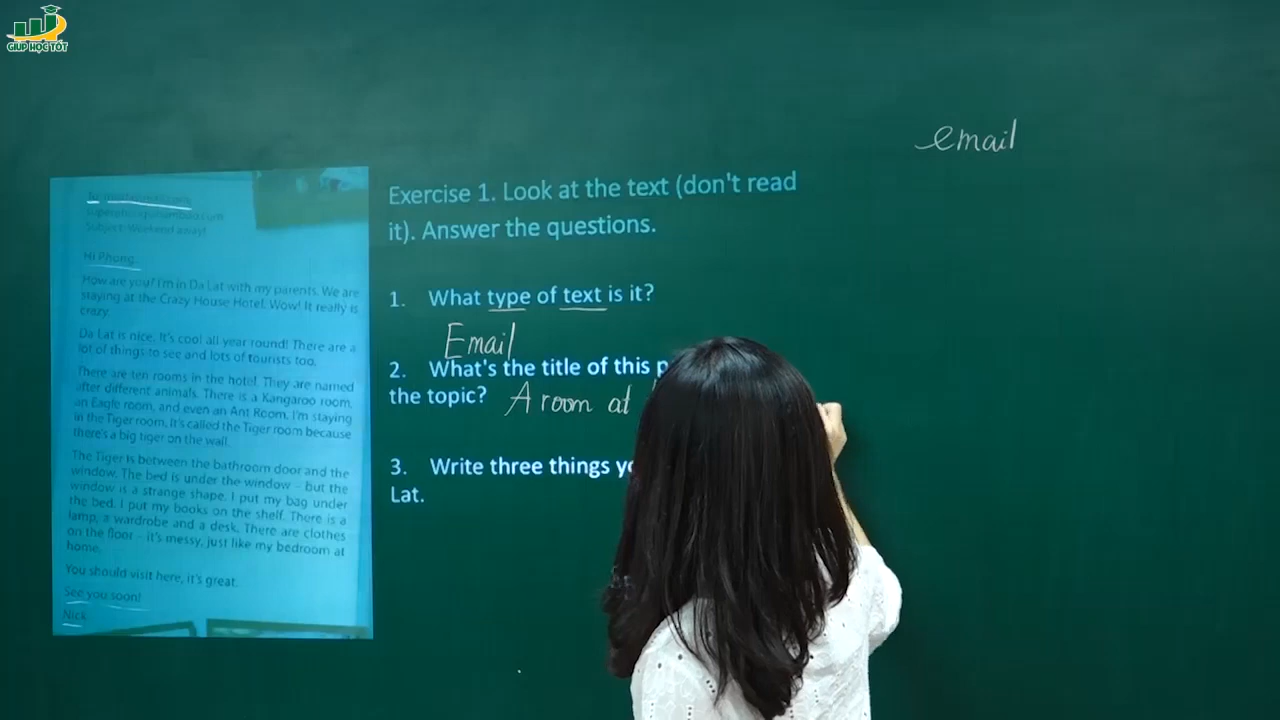 GIÚP HỌC TỐT
email
Subject: Weekend away!
Hi Phong,
How are you? I'm in Da Lat with my parents. We are
staying at the Crazy House Hotel. Wow! It really is
crazy.
Da Lat is nice. It's cool all year round! There are a
lot of things to see and lots of tourists too.
There are ten rooms in the hotel. They are named
after different animals. There is a Kangaroo room,
an Eagle room, and even an Ant Room. I'm staying
in the Tiger room. It's called the Tiger room because
there's a big tiger on the wall.
The Tiger is between the bathroom door and the
window. The bed is under the window – but the
window is a strange shape. I put my bag under
the bed. I put my books on the shelf. There is a
lamp, a wardrobe and a desk. There are clothes
on the floor – it's messy, just like my bedroom at
home.
You should visit here, it's great.
See you soon!
Nick
Exercise 1. Look at the text (don't read
it). Answer the questions.
1. What type of text is it?
Email
2. What's the title of this
the topic? A room at
3. Write three things
Lat.